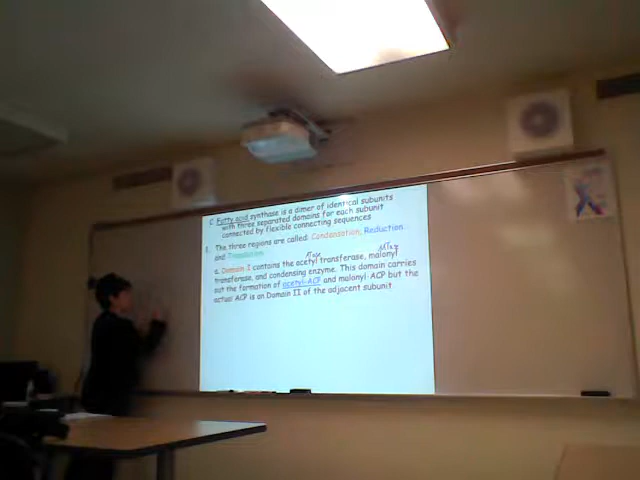 C. Fatty acid synthase is a dimer of identical subunits
with three separated domains for each subunit
connected by flexible connecting sequences
1. The three regions are called: Condensation, Reduction
and Translation
a. Domain I contains the acetyl transferase, malonyl
transferase, and condensing enzyme. This domain carries
out the formation of acetyl-ACP and malonyl-ACP but the
actual ACP is an Domain II of the adjacent subunit